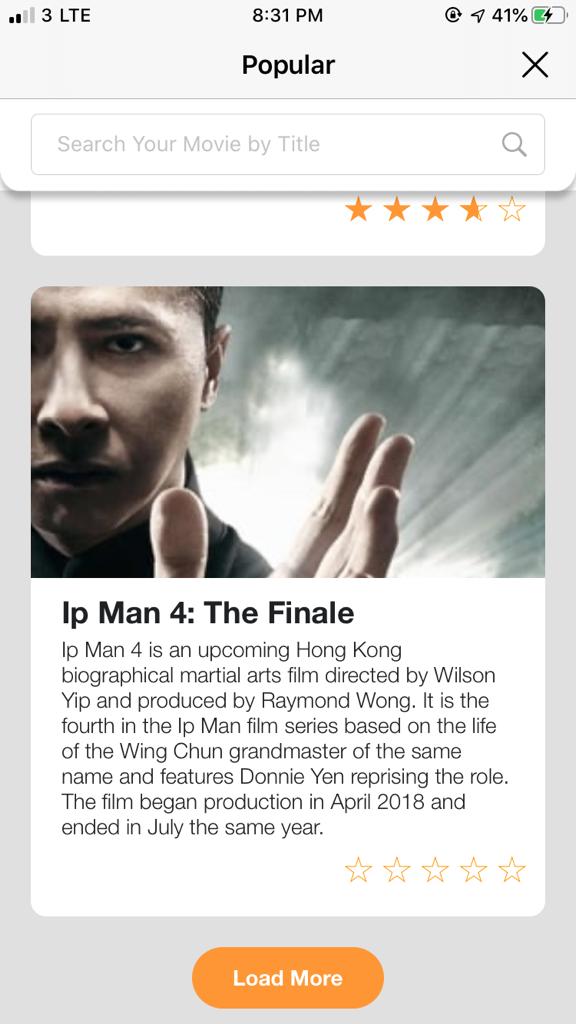 3 LTE
8:31 PM
41%
Popular
Search Your Movie by Title
Ip Man 4: The Finale
Ip Man 4 is an upcoming Hong Kong
biographical martial arts film directed by Wilson
Yip and produced by Raymond Wong. It is the
fourth in the Ip Man film series based on the life
of the Wing Chun grandmaster of the same
name and features Donnie Yen reprising the role.
The film began production in April 2018 and
ended in July the same year.
Load More